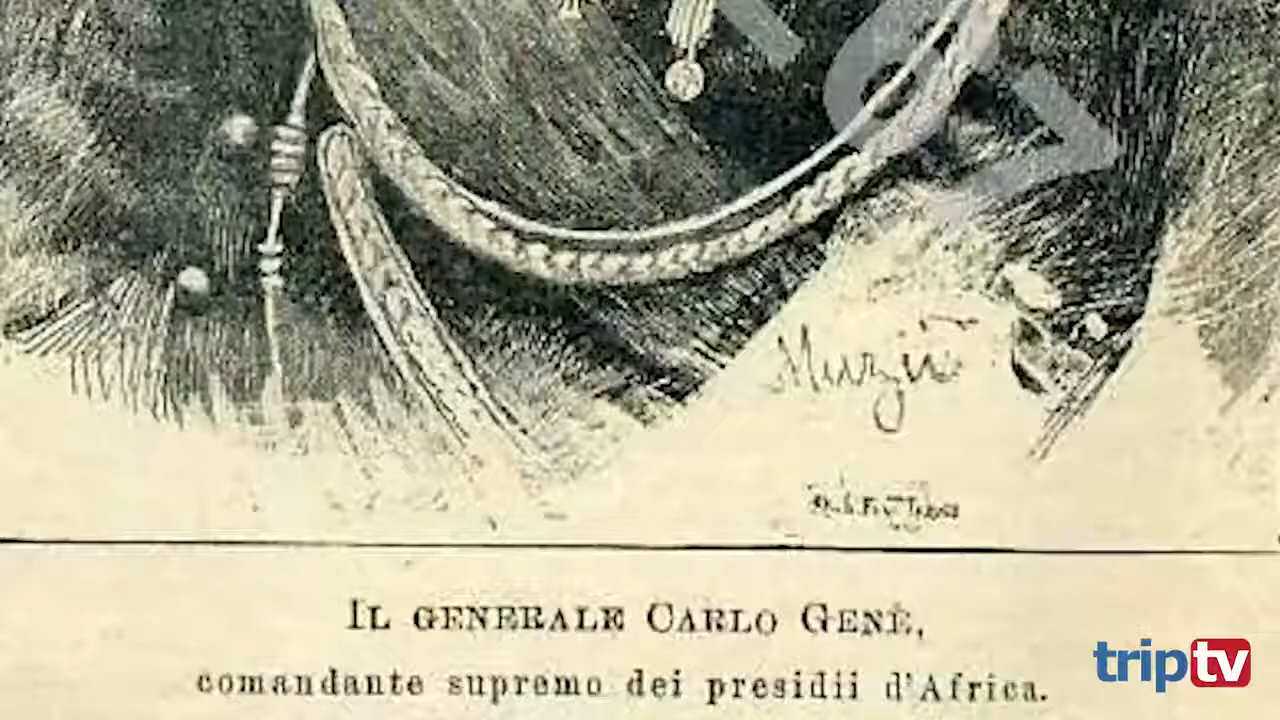 IL GENERALE CARLO GENÈ,
comandante supremo dei presidii d'Africa.
triptv